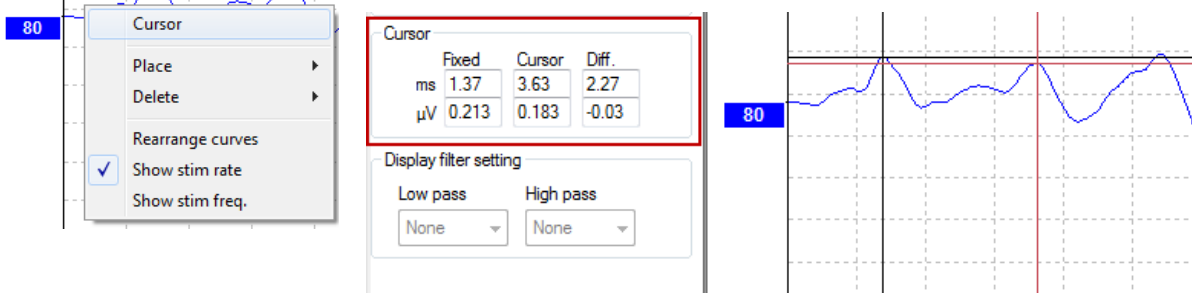 80
Cursor
Place
Delete
Rearrange curves
Show stim rate
Show stim freq.
Cursor
Fixed Cursor Diff.
ms 1.37 3.63 2.27
µV 0.213 0.183 -0.03
Display filter setting
Low pass High pass
None None
80